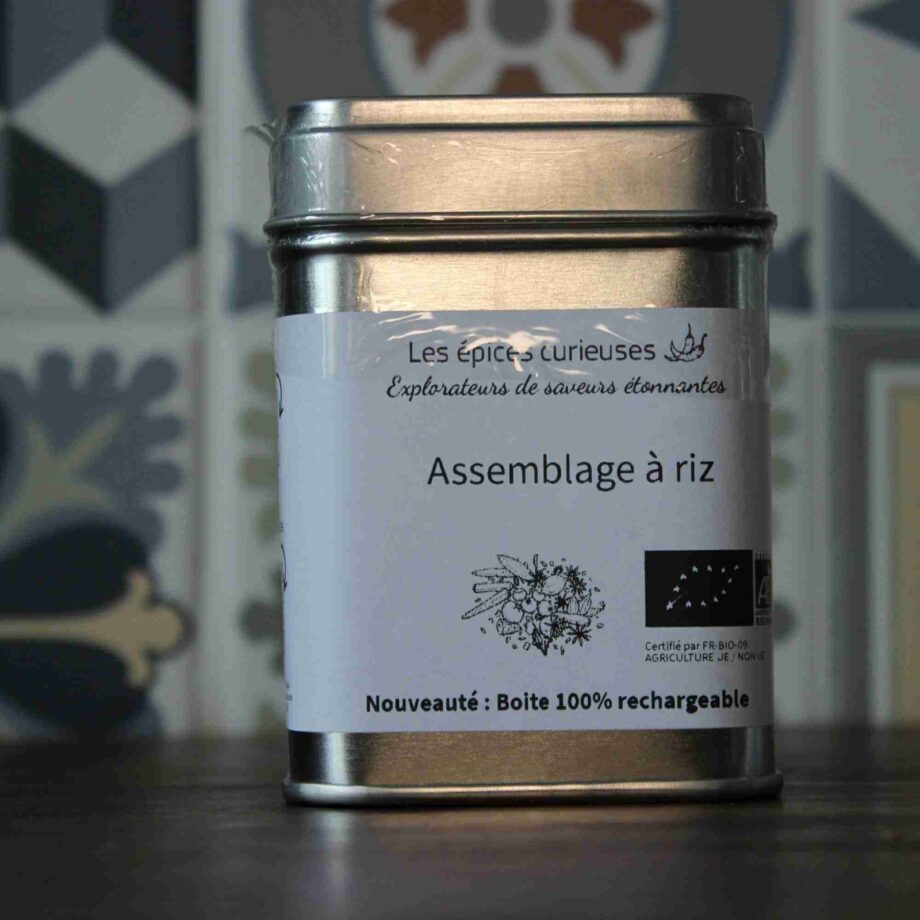 Les épices curieuses
Explorateurs de saveurs étonnantes
Assemblage à riz
Certifié par FR-BIO-09
AGRICULTURE UE / NON UE
Nouveauté : Boite 100% rechargeable